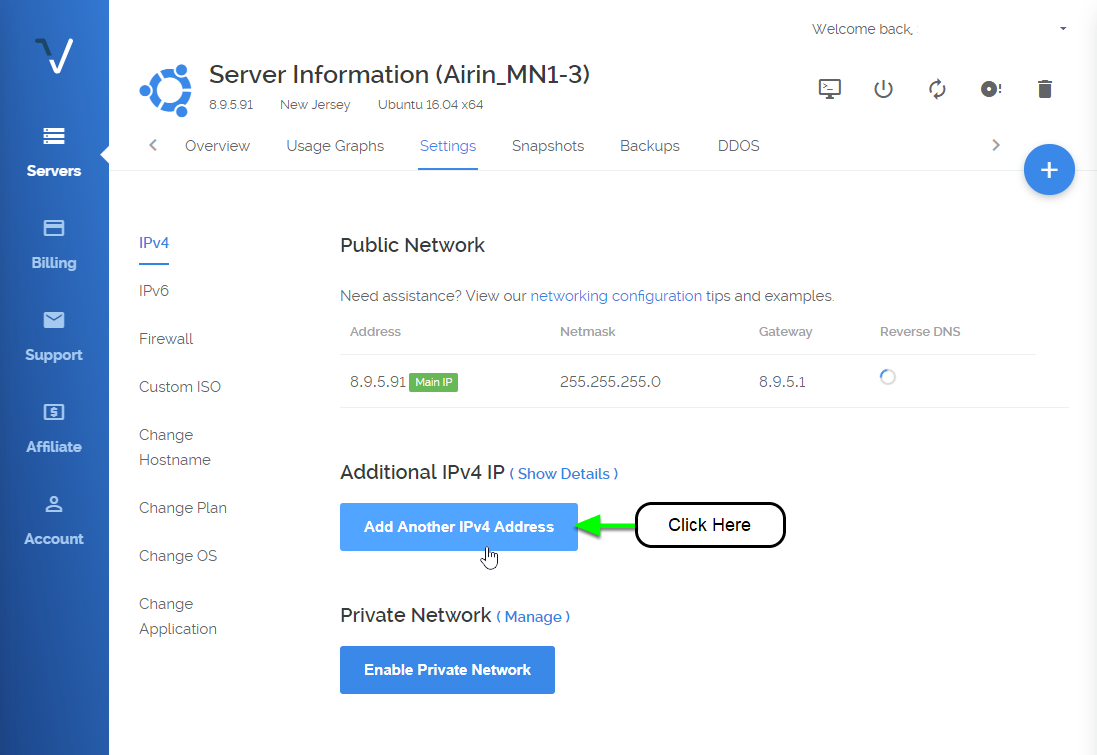 Welcome back,
Server Information (Airin_MN1-3)
8.9.5.91 New Jersey Ubuntu 16.04 x64
Overview Usage Graphs Settings Snapshots Backups DDOS
Servers
Billing
Support
Affiliate
Account
IPv4
IPv6
Firewall
Custom ISO
Change
Hostname
Change Plan
Change OS
Change
Application
Public Network
Need assistance? View our networking configuration tips and examples.
Address Netmask Gateway Reverse DNS
8.9.5.91 Main IP 255.255.255.0 8.9.5.1
Additional IPv4 IP ( Show Details )
Add Another IPv4 Address
Click Here
Private Network ( Manage )
Enable Private Network